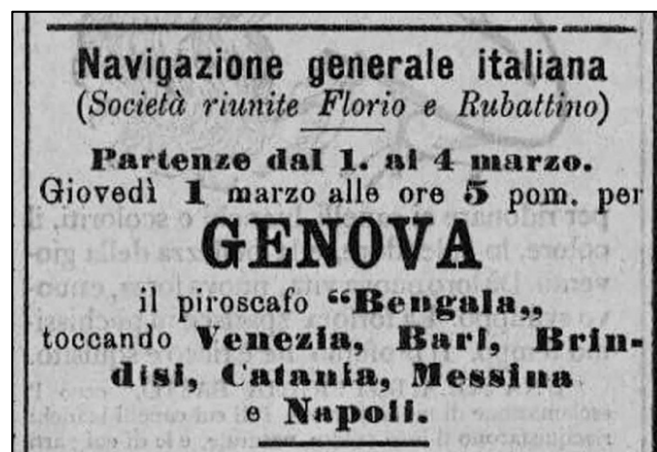 Navigazione generale italiana
(Società riunite Florio e Rubattino)
Partenze dal 1. al 4 marzo.
Giovedì 1 marzo alle ore 5 pom. per
GENOVA
il piroscafo “Bengala„
toccando Venezia, Bari, Brin-
disi, Catania, Messina
e Napoli.